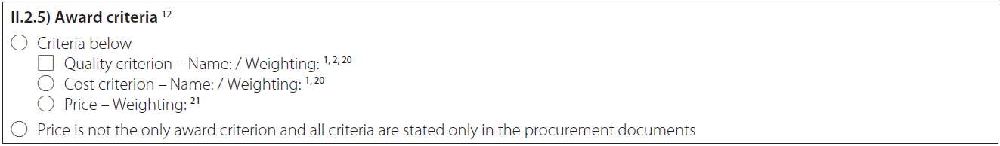 II.2.5) Award criteria 12
Criteria below
Quality criterion – Name: / Weighting: 1, 2, 20
Cost criterion – Name: / Weighting: 1, 20
Price – Weighting: 21
Price is not the only award criterion and all criteria are stated only in the procurement documents